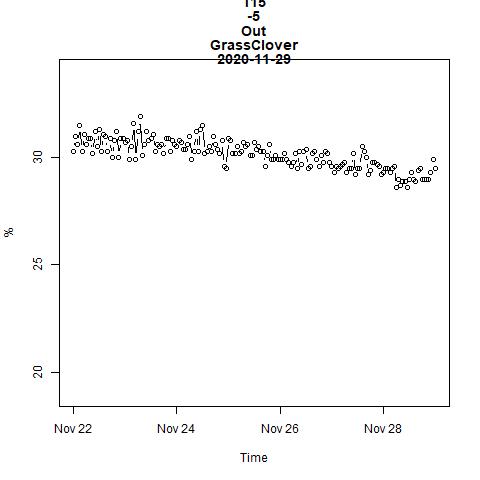 T15
-5
Out
GrassClover
2020-11-29
%
30
25
20
Nov 22
Nov 24
Nov 26
Nov 28
Time